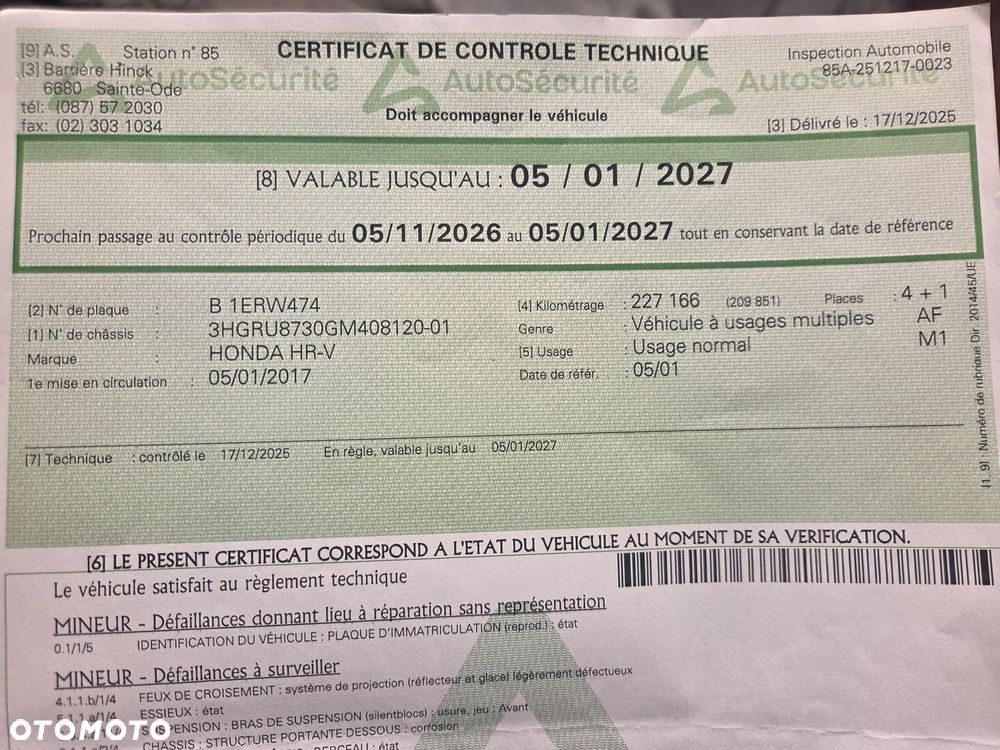 [9] A.S. Station n° 85 CERTIFICAT DE CONTROLE TECHNIQUE Inspection Automobile
[3] Barrière Hinck 85A-251217-0023
AutoSécurité AutoSécurité AutoSécurité
6680 Sainte-Ode
tél: (087) 57 2030
Doit accompagner le véhicule
fax: (02) 303 1034 [3] Délivré le : 17/12/2025
[8] VALABLE JUSQU'AU : 05 / 01 / 2027
Prochain passage au contrôle périodique du 05/11/2026 au 05/01/2027 tout en conservant la date de référence
[2] N° de plaque : B 1ERW474 [4] Kilométrage : 227 166 (209 851) Places : 4 + 1
[1] N° de châssis : 3HGRU8730GM408120-01 Genre : Véhicule à usages multiples AF
Marque : HONDA HR-V [5] Usage : Usage normal M1
1e mise en circulation : 05/01/2017 Date de référ. : 05/01
[1..9] : Numéro de rubrique Dir 2014/45/UE
[7] Technique : contrôlé le 17/12/2025 En règle, valable jusqu'au 05/01/2027
[6] LE PRESENT CERTIFICAT CORRESPOND A L'ETAT DU VEHICULE AU MOMENT DE SA VERIFICATION.
Le véhicule satisfait au règlement technique
MINEUR - Défaillances donnant lieu à réparation sans représentation
0.1/1/5 IDENTIFICATION DU VÉHICULE : PLAQUE D'IMMATRICULATION (reprod.) : état
MINEUR - Défaillances à surveiller
4.1.1.b/1/4 FEUX DE CROISEMENT : système de projection (réflecteur et glace) légèrement défectueux
ESSIEUX : état
SUSPENSION : BRAS DE SUSPENSION (silentblocs) : usure, jeu : Avant
CHASSIS : STRUCTURE PORTANTE DESSOUS : corrosion
BERCEAU : état
OTOMOTO